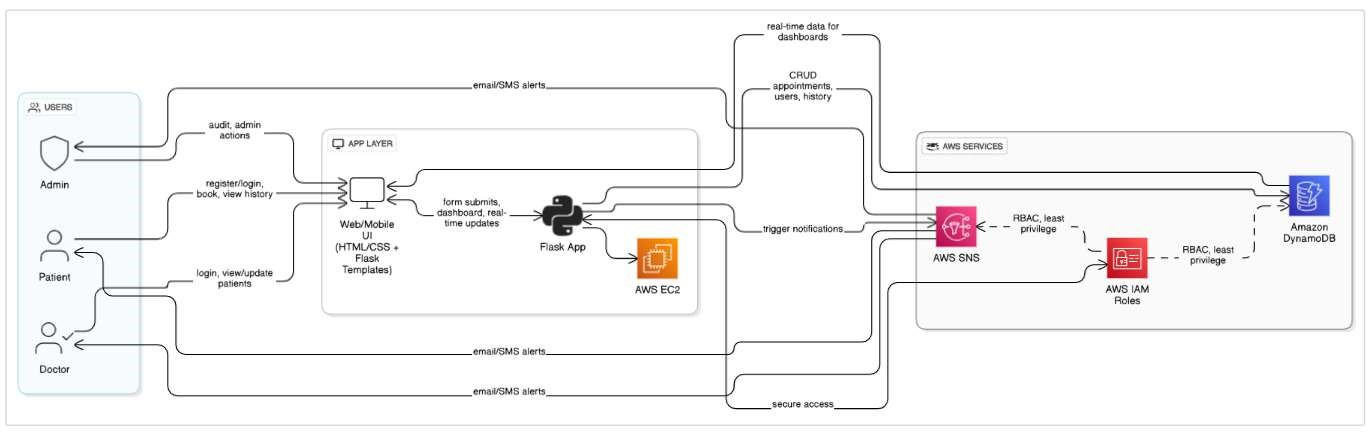 real-time data for
dashboards
CRUD
appointments,
users, history
email/SMS alerts
USERS
audit, admin
actions
Admin
APP LAYER
AWS SERVICES
register/login,
book, view history
Web/Mobile
UI
(HTML/CSS +
Flask
Templates)
form submits,
dashboard, real-
time updates
Flask App
trigger notifications
AWS SNS
RBAC, least
privilege
Amazon
DynamoDB
RBAC, least
privilege
AWS IAM
Roles
Patient
login, view/update
patients
AWS EC2
Doctor
email/SMS alerts
email/SMS alerts
secure access